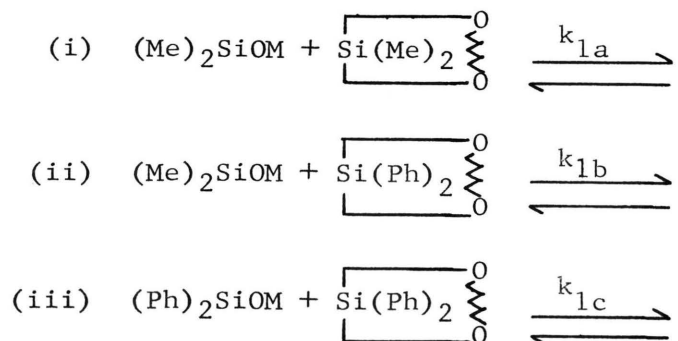 (i) (Me)₂SiOM + Si(Me)₂ O O k₁ₐ
(ii) (Me)₂SiOM + Si(Ph)₂ O O k₁b
(iii) (Ph)₂SiOM + Si(Ph)₂ O O k₁c